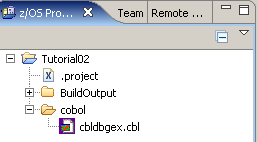 z/OS Pro...
Team
Remote ...
Tutorial02
.project
BuildOutput
cobol
cbldbgex.cbl